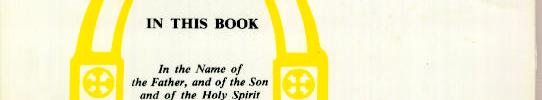 IN THIS BOOK
In the Name of
the Father, and of the Son
and of the Holy Spirit